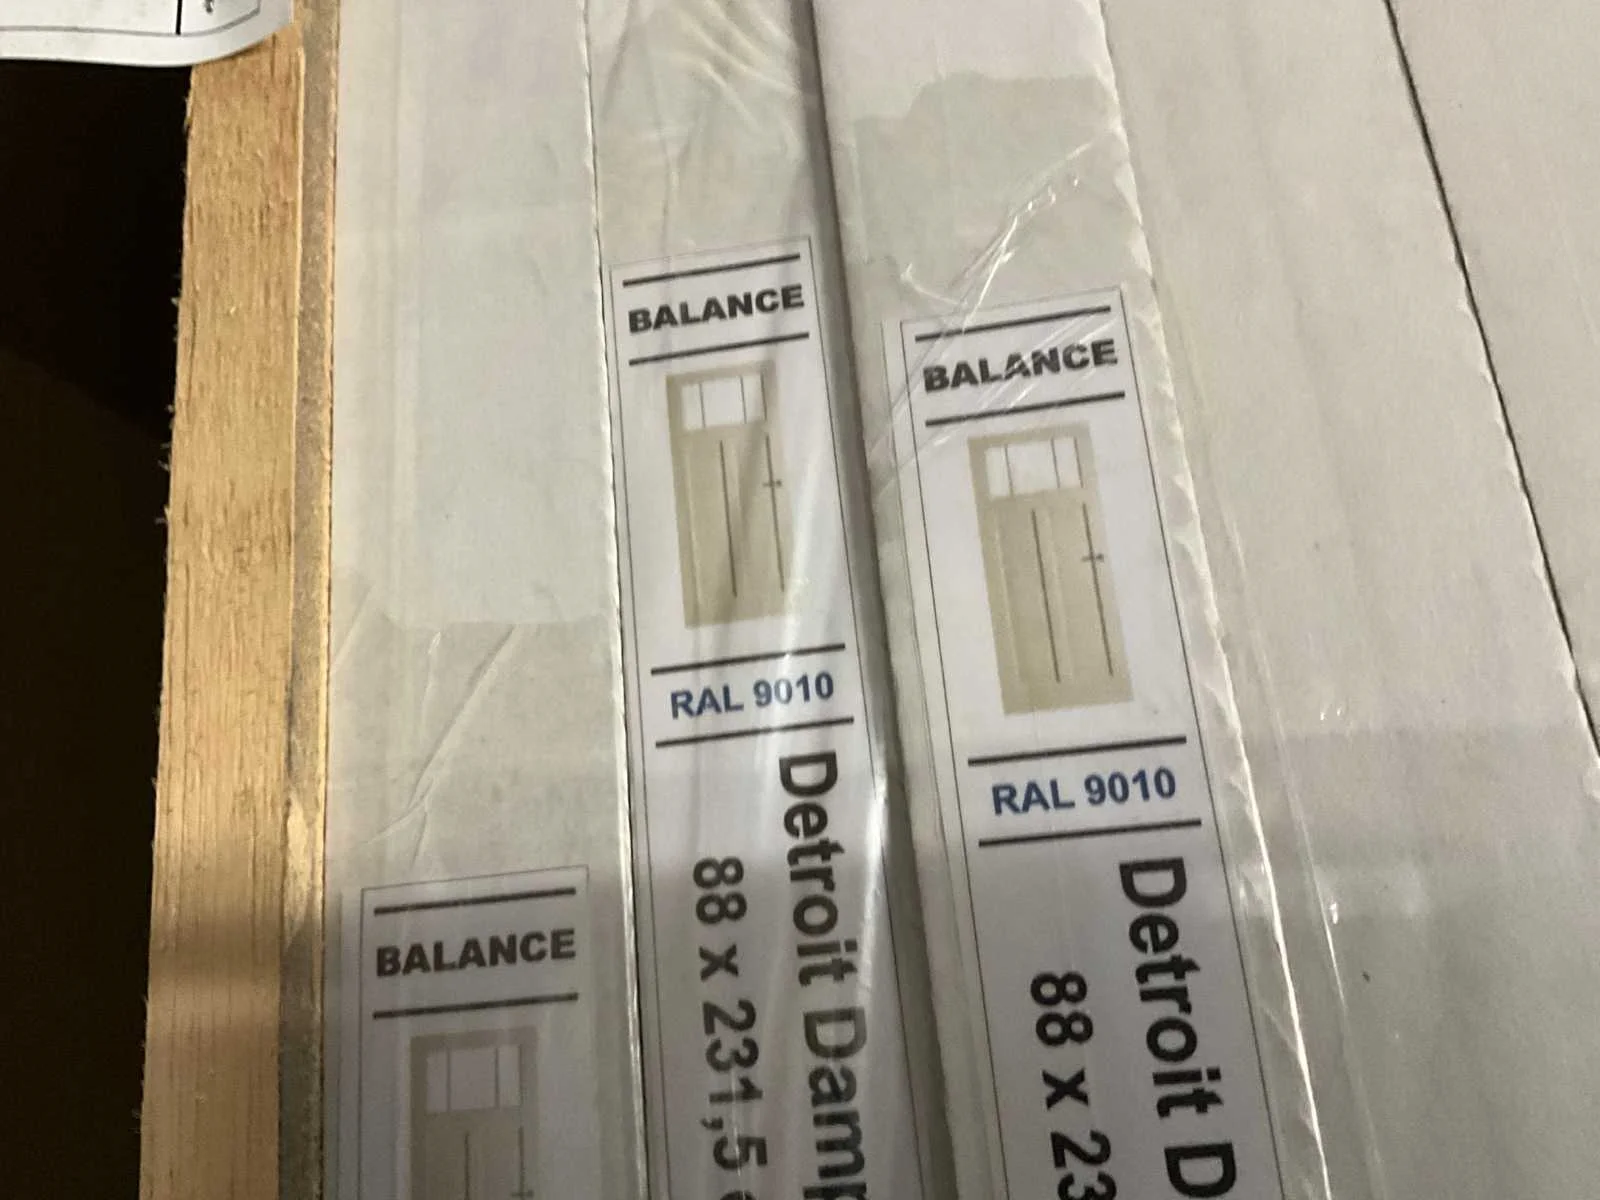 BALANCE
RAL 9010
Detroit Damp
88 x 231,5
BALANCE
RAL 9010
Detroit D
88 x 23
BALANCE